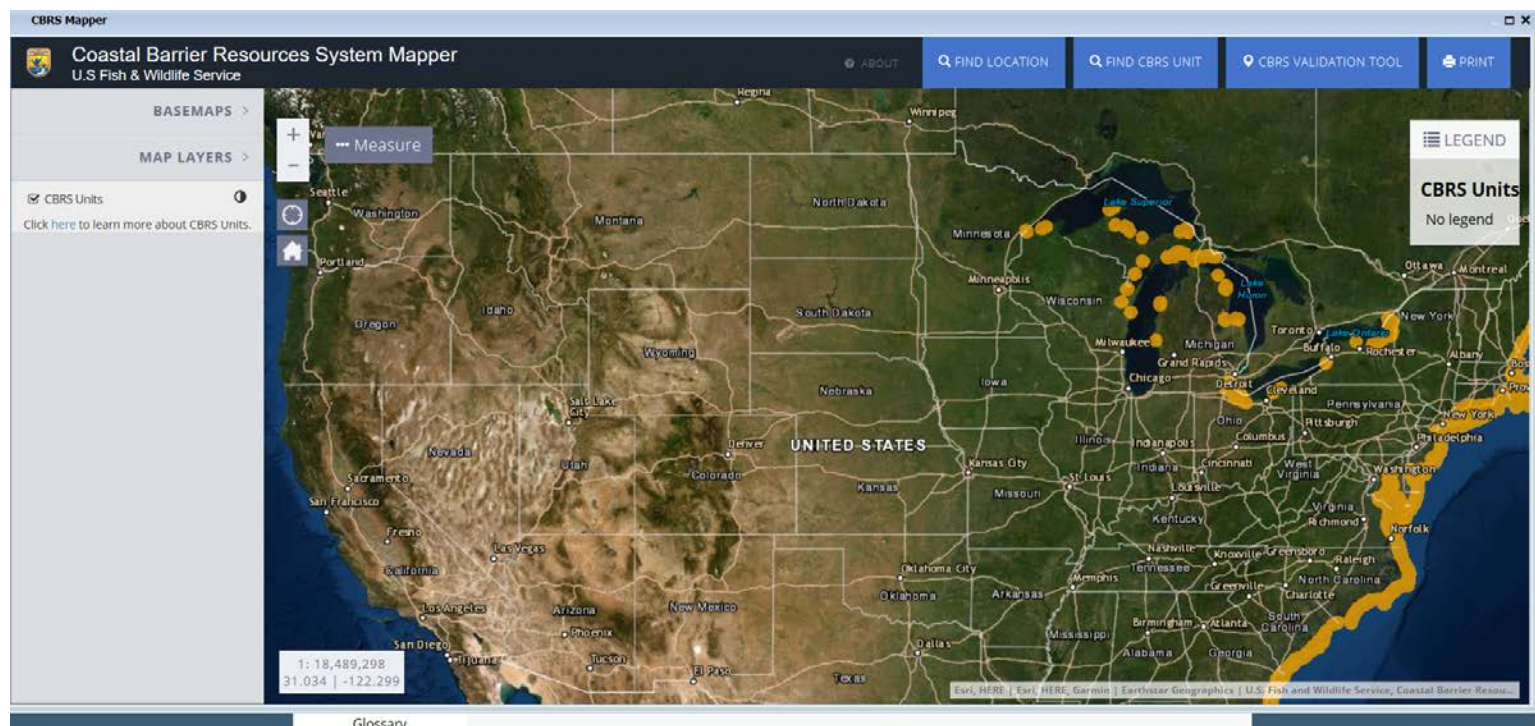 CBRS Mapper
Coastal Barrier Resources System Mapper
U.S Fish & Wildlife Service
ABOUT
FIND LOCATION
FIND CBRS UNIT
CBRS VALIDATION TOOL
PRINT
BASEMAPS >
MAP LAYERS >
CBRS Units
Click here to learn more about CBRS Units.
+
-
Measure
LEGEND
CBRS Units
No legend
Regina
Winnipeg
Seattle
Washington
Montana
North Dakota
Minnesota
Lake Superior
Ottawa
Montreal
Portland
Minneapolis
Wisconsin
Lake Huron
Oregon
Idaho
South Dakota
Toronto
Lake Ontario
New York
Milwaukee
Michigan
Buffalo
Rochester
Albany
Wyoming
Grand Rapids
Chicago
Detroit
Cleveland
Iowa
Nebraska
Salt Lake City
Pennsylvania
New York
Ohio
Pittsburgh
Philadelphia
Nevada
Utah
Denver
Colorado
UNITED STATES
Illinois
Indianapolis
Columbus
Indiana
Cincinnati
West Virginia
Washington
Sacramento
San Francisco
Kansas City
Kansas
Missouri
St Louis
Louisville
Kentucky
Virginia
Richmond
Norfolk
Fresno
Las Vegas
California
Oklahoma City
Nashville
Tennessee
Knoxville
Greensboro
Raleigh
Memphis
Greenville
North Carolina
Charlotte
Los Angeles
Arizona
New Mexico
Oklahoma
Arkansas
Phoenix
Mississippi
Birmingham
Atlanta
South Carolina
San Diego
Tijuana
Tucson
El Paso
Dallas
Texas
Alabama
Georgia
1: 18,489,298
31.034 | -122.299
Esri, HERE | Esri, HERE, Garmin | Earthstar Geographics | U.S. Fish and Wildlife Service, Coastal Barrier Resou...
Glossary